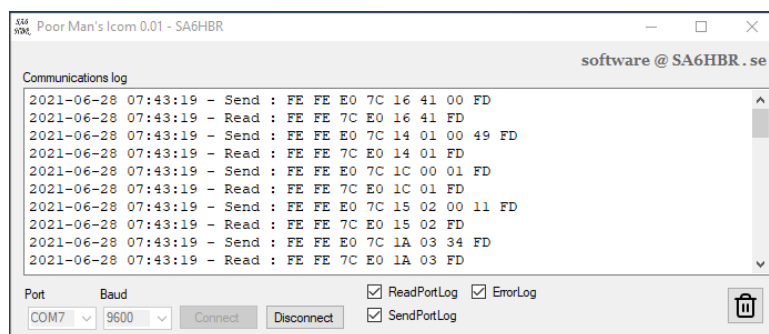 Poor Man's Icom 0.01 - SA6HBR
software @ SA6HBR.se
Communications log
2021-06-28 07:43:19 - Send : FE FE E0 7C 16 41 00 FD
2021-06-28 07:43:19 - Read : FE FE 7C E0 16 41 FD
2021-06-28 07:43:19 - Send : FE FE E0 7C 14 01 00 49 FD
2021-06-28 07:43:19 - Read : FE FE 7C E0 14 01 FD
2021-06-28 07:43:19 - Send : FE FE E0 7C 1C 00 01 FD
2021-06-28 07:43:19 - Read : FE FE 7C E0 1C 01 FD
2021-06-28 07:43:19 - Send : FE FE E0 7C 15 02 00 11 FD
2021-06-28 07:43:19 - Read : FE FE 7C E0 15 02 FD
2021-06-28 07:43:19 - Send : FE FE E0 7C 1A 03 34 FD
2021-06-28 07:43:19 - Read : FE FE 7C E0 1A 03 FD
Port Baud
ReadPortLog ErrorLog
COM7 9600 Connect Disconnect
SendPortLog